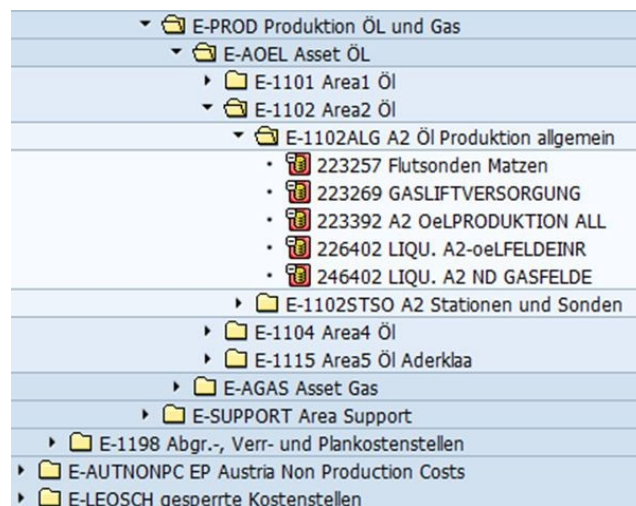 E-PROD Produktion ÖL und Gas
E-AOEL Asset ÖL
E-1101 Area1 Öl
E-1102 Area2 Öl
E-1102ALG A2 Öl Produktion allgemein
223257 Flutsonden Matzen
223269 GASLIFTVERSORGUNG
223392 A2 OeLPRODUKTION ALL
226402 LIQU. A2-oeLFELDEINR
246402 LIQU. A2 ND GASFELDE
E-1102STSO A2 Stationen und Sonden
E-1104 Area4 Öl
E-1115 Area5 Öl Aderklaa
E-AGAS Asset Gas
E-SUPPORT Area Support
E-1198 Abgr.-, Verr- und Plankostenstellen
E-AUTNONPC EP Austria Non Production Costs
E-LEOSCH gesperrte Kostenstellen